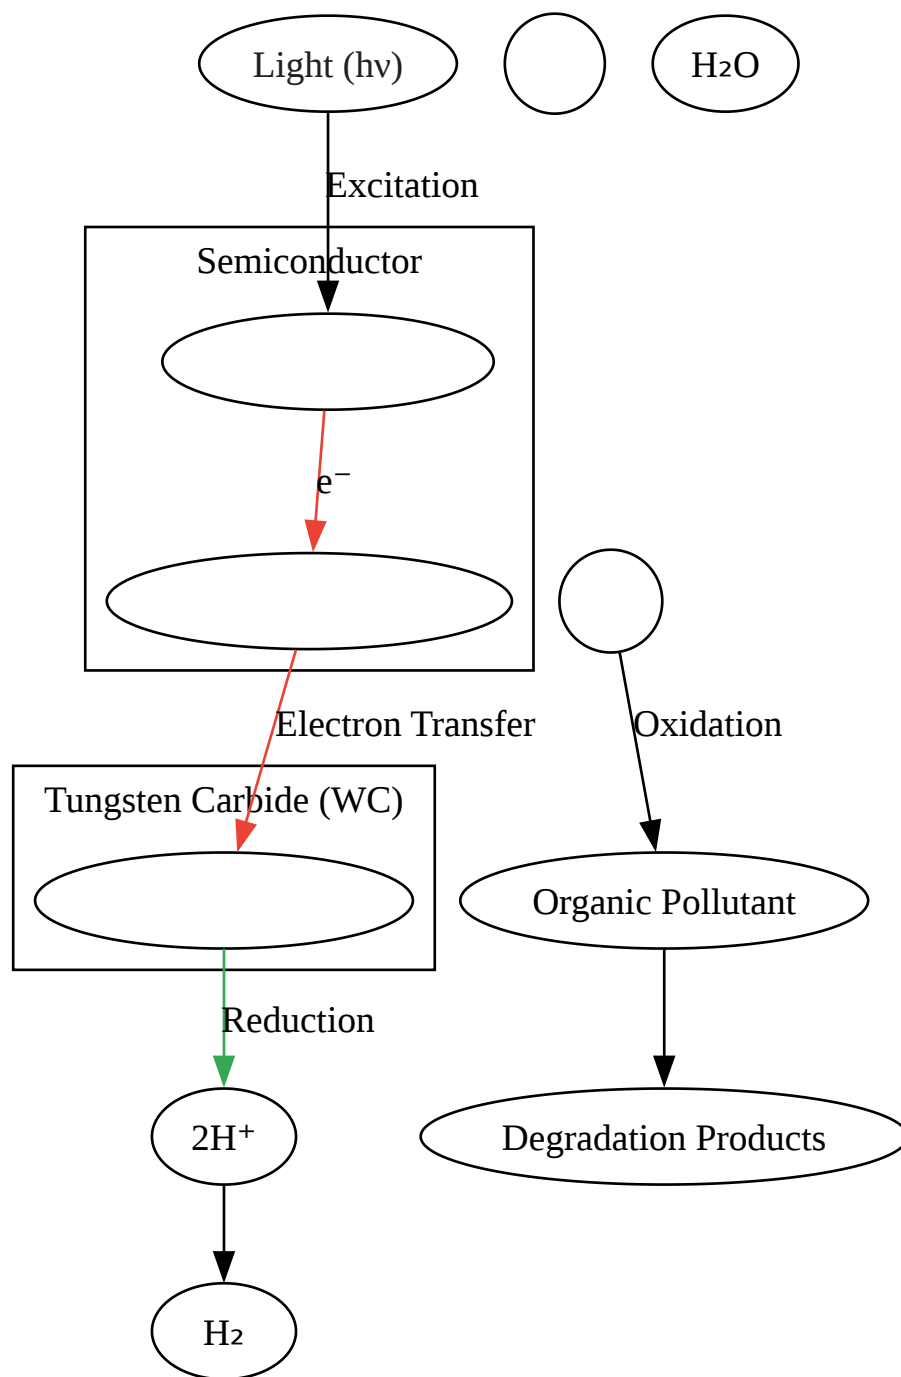 Light (hν)
H₂O
Excitation
Semiconductor
e⁻
Electron Transfer
Oxidation
Tungsten Carbide (WC)
Organic Pollutant
Reduction
2H⁺
Degradation Products
H₂